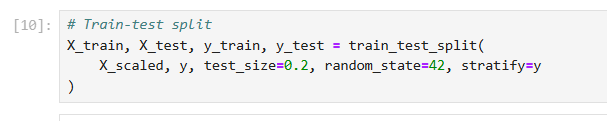 [10]: # Train-test split
X_train, X_test, y_train, y_test = train_test_split(
    X_scaled, y, test_size=0.2, random_state=42, stratify=y
)